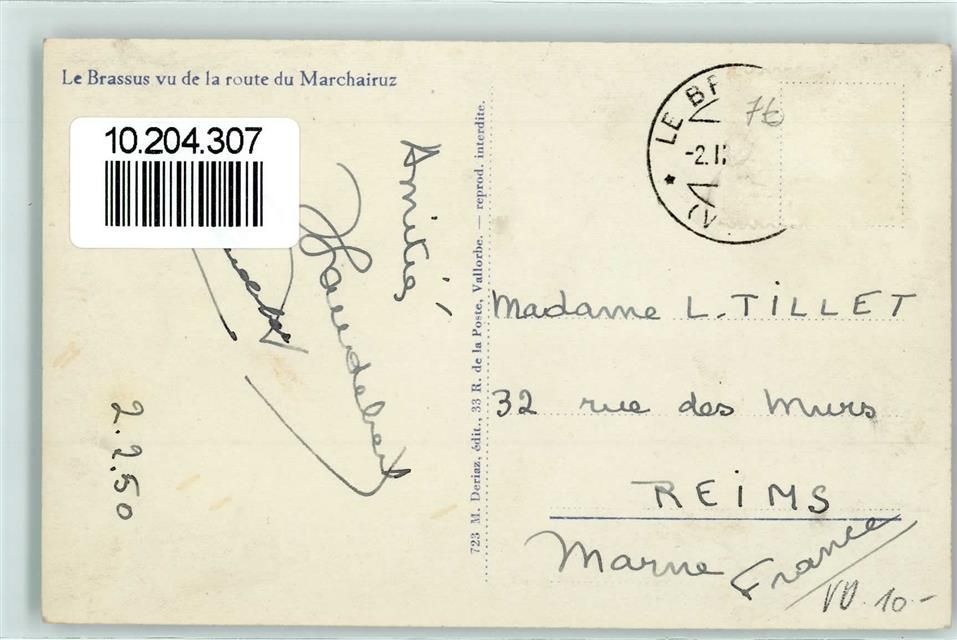 Le Brassus vu de la route du Marchairuz
10.204.307
Amitiés
2.2.50
723 M. Deriaz, édit., 33 R. de la Poste, Vallorbe. — reprod. interdite.
LE BR
-2.II
76
Madame L. TILLET
32 rue des Murs
REIMS
Marne France
VV 10-